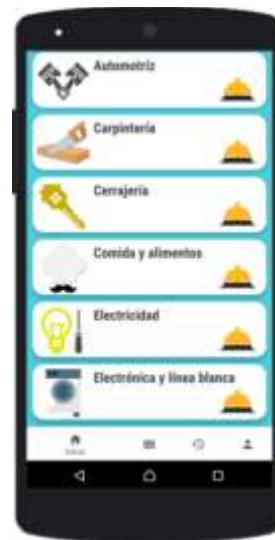 Automotriz
Carpintería
Cerrajería
Comida y alimentos
Electricidad
Electrónica y línea blanca